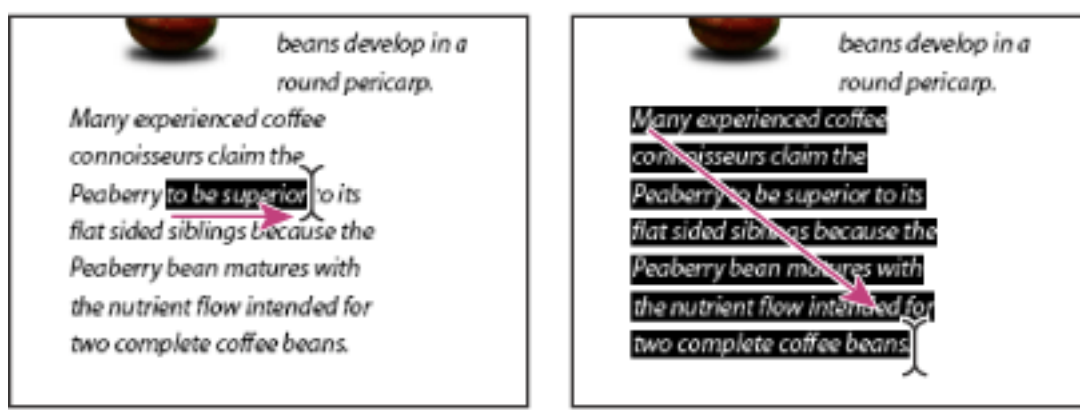 beans develop in a
round pericarp.
Many experienced coffee
connoisseurs claim the
Peaberry to be superior to its
flat sided siblings because the
Peaberry bean matures with
the nutrient flow intended for
two complete coffee beans.
beans develop in a
round pericarp.
Many experienced coffee
connoisseurs claim the
Peaberry to be superior to its
flat sided siblings because the
Peaberry bean matures with
the nutrient flow intended for
two complete coffee beans.